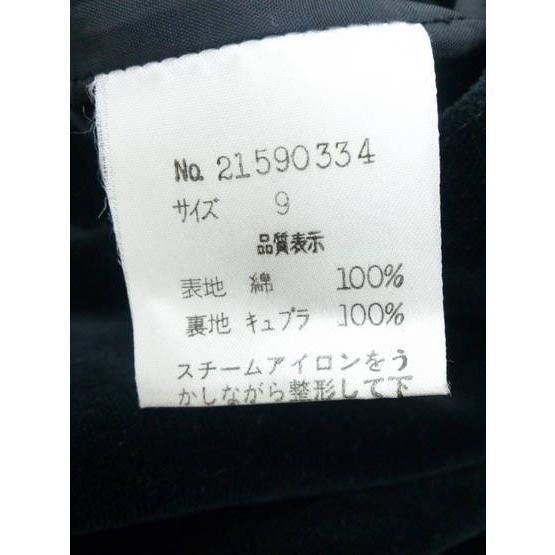 No. 21590334
サイズ 9
品質表示
表地 綿 100%
裏地 キュプラ 100%
スチームアイロンをう
かしながら整形して下